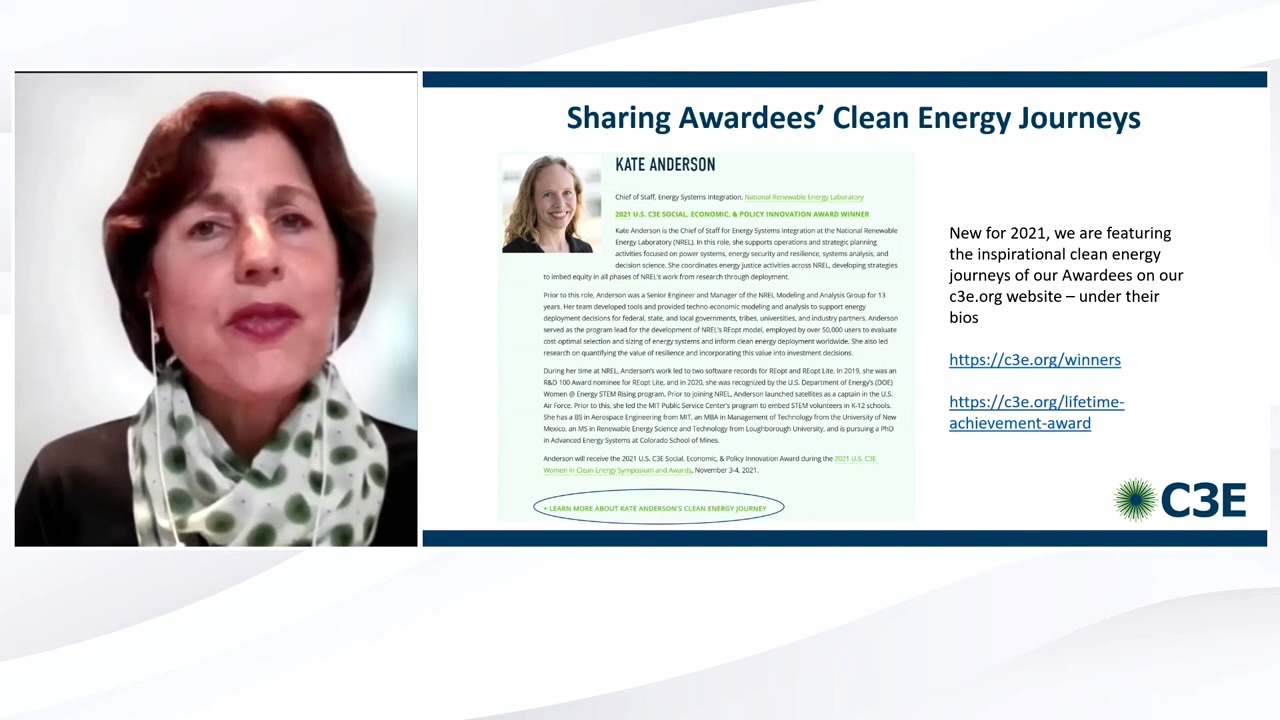 Sharing Awardees’ Clean Energy Journeys
KATE ANDERSON
Chief of Staff, Energy Systems Integration, National Renewable Energy Laboratory
2021 U.S. C3E SOCIAL, ECONOMIC, & POLICY INNOVATION AWARD WINNER
Kate Anderson is the Chief of Staff for Energy Systems Integration at the National Renewable
Energy Laboratory (NREL). In this role, she supports operations and strategic planning
activities focused on power systems, energy security and resilience, systems analysis, and
decision science. She coordinates energy justice activities across NREL, developing strategies
to imbed equity in all phases of NREL's work from research through deployment.
Prior to this role, Anderson was a Senior Engineer and Manager of the NREL Modeling and Analysis Group for 13
years. Her team developed tools and provided techno-economic modeling and analysis to support energy
deployment decisions for federal, state, and local governments, tribes, universities, and industry partners. Anderson
served as the program lead for the development of NREL's REopt model, employed by over 50,000 users to evaluate
cost-optimal selection and sizing of energy systems and inform clean energy deployment worldwide. She also led
research on quantifying the value of resilience and incorporating this value into investment decisions.
During her time at NREL, Anderson's work led to two software records for REopt and REopt Lite. In 2019, she was an
R&D 100 Award nominee for REopt Lite, and in 2020, she was recognized by the U.S. Department of Energy's (DOE)
Women @ Energy STEM Rising program. Prior to joining NREL, Anderson launched satellites as a captain in the U.S.
Air Force. Prior to this, she led the MIT Public Service Center's program to embed STEM volunteers in K-12 schools.
She has a BS in Aerospace Engineering from MIT, an MBA in Management of Technology from the University of New
Mexico, an MS in Renewable Energy Science and Technology from Loughborough University, and is pursuing a PhD
in Advanced Energy Systems at Colorado School of Mines.
Anderson will receive the 2021 U.S. C3E Social, Economic, & Policy Innovation Award during the 2021 U.S. C3E
Women in Clean Energy Symposium and Awards, November 3-4, 2021.
+ LEARN MORE ABOUT KATE ANDERSON'S CLEAN ENERGY JOURNEY
New for 2021, we are featuring
the inspirational clean energy
journeys of our Awardees on our
c3e.org website – under their
bios
https://c3e.org/winners
https://c3e.org/lifetime-
achievement-award
C3E